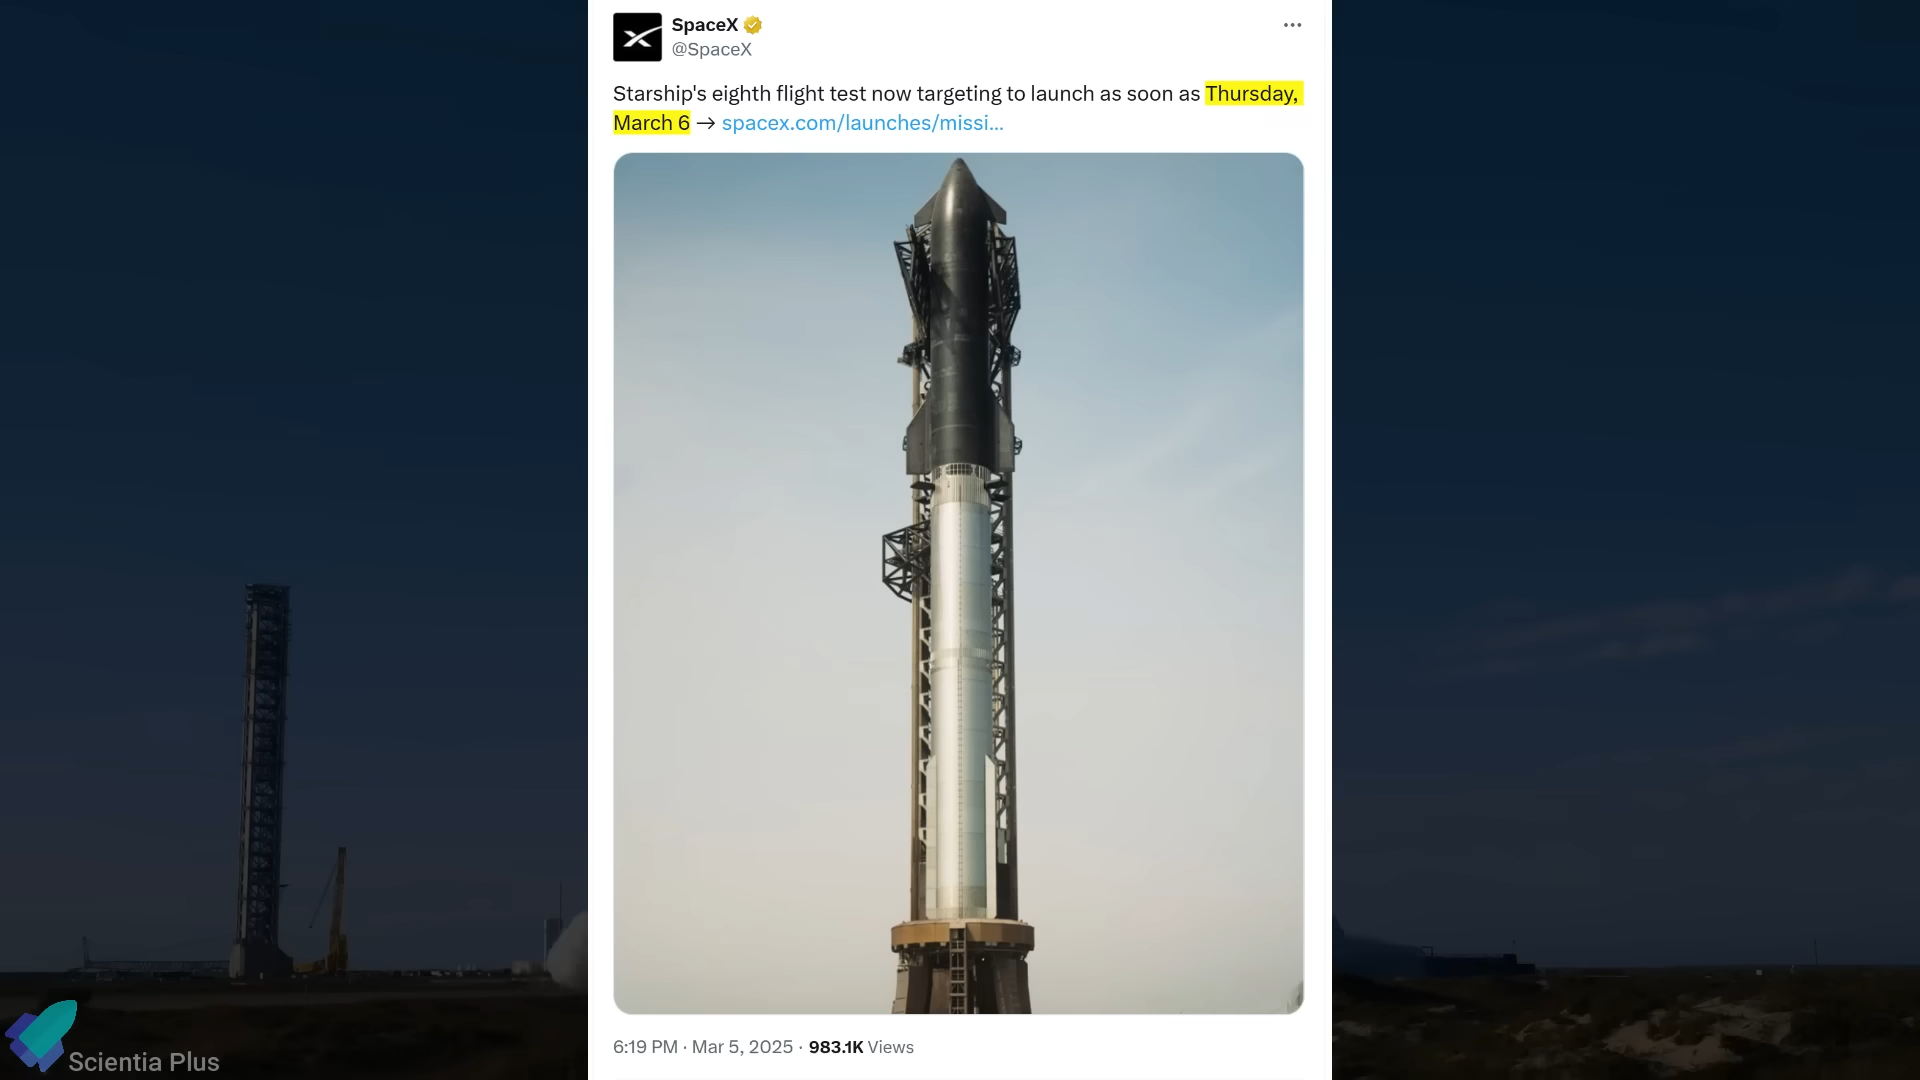 SpaceX
@SpaceX
Starship's eighth flight test now targeting to launch as soon as Thursday,
March 6 → spacex.com/launches/missi...
6:19 PM · Mar 5, 2025 · 983.1K Views
Scientia Plus